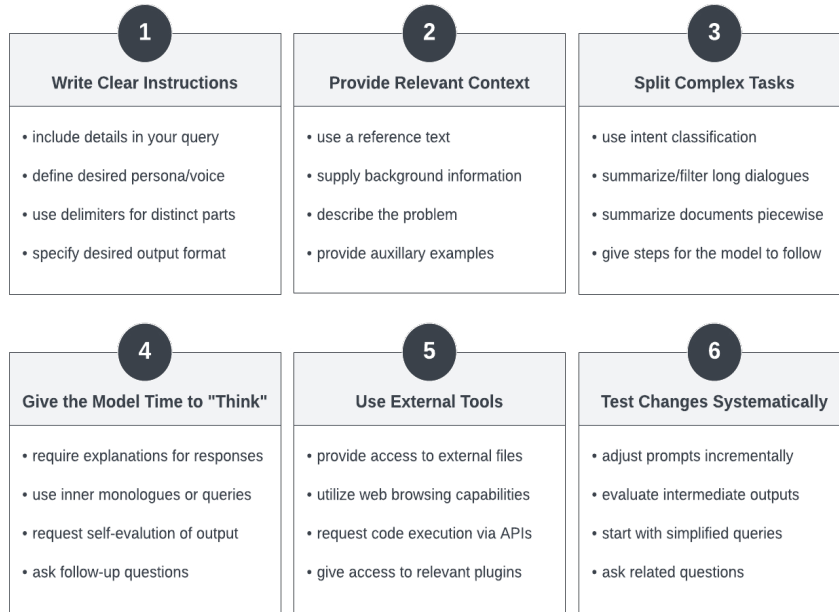 1
Write Clear Instructions
• include details in your query
• define desired persona/voice
• use delimiters for distinct parts
• specify desired output format
2
Provide Relevant Context
• use a reference text
• supply background information
• describe the problem
• provide auxillary examples
3
Split Complex Tasks
• use intent classification
• summarize/filter long dialogues
• summarize documents piecewise
• give steps for the model to follow
4
Give the Model Time to "Think"
• require explanations for responses
• use inner monologues or queries
• request self-evalution of output
• ask follow-up questions
5
Use External Tools
• provide access to external files
• utilize web browsing capabilities
• request code execution via APIs
• give access to relevant plugins
6
Test Changes Systematically
• adjust prompts incrementally
• evaluate intermediate outputs
• start with simplified queries
• ask related questions